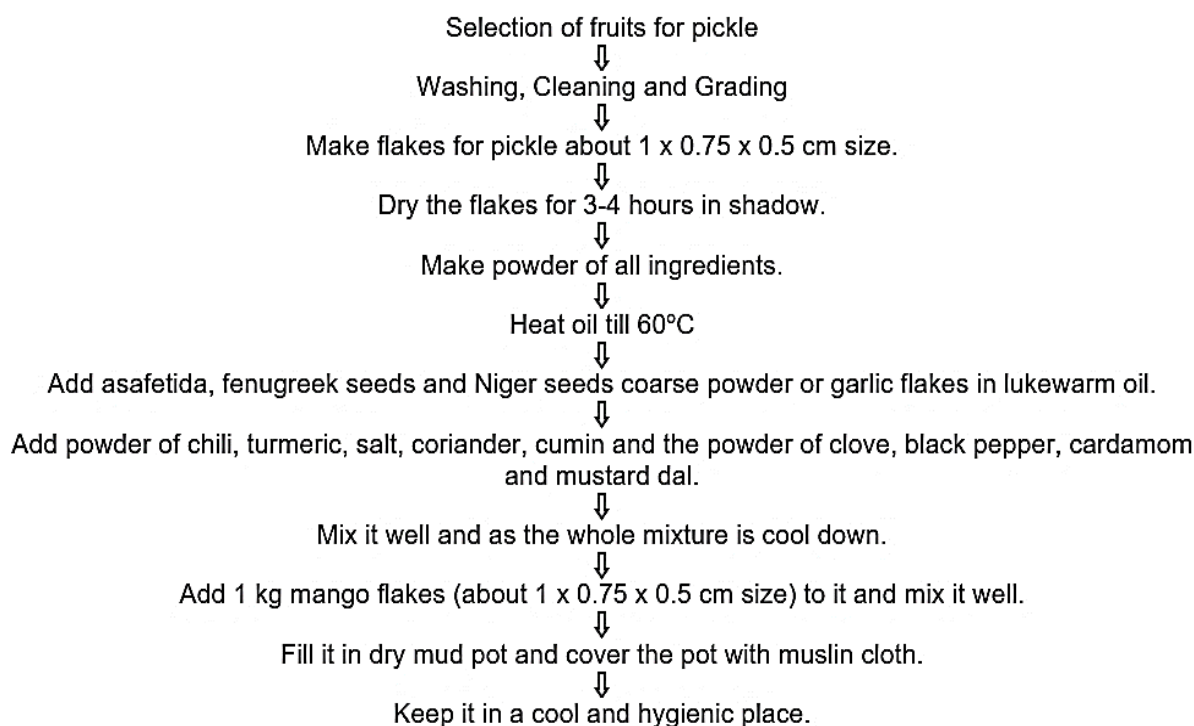 Selection of fruits for pickle
⇩
Washing, Cleaning and Grading
⇩
Make flakes for pickle about 1 x 0.75 x 0.5 cm size.
⇩
Dry the flakes for 3-4 hours in shadow.
⇩
Make powder of all ingredients.
⇩
Heat oil till 60ºC
⇩
Add asafetida, fenugreek seeds and Niger seeds coarse powder or garlic flakes in lukewarm oil.
⇩
Add powder of chili, turmeric, salt, coriander, cumin and the powder of clove, black pepper, cardamom
and mustard dal.
⇩
Mix it well and as the whole mixture is cool down.
⇩
Add 1 kg mango flakes (about 1 x 0.75 x 0.5 cm size) to it and mix it well.
⇩
Fill it in dry mud pot and cover the pot with muslin cloth.
⇩
Keep it in a cool and hygienic place.